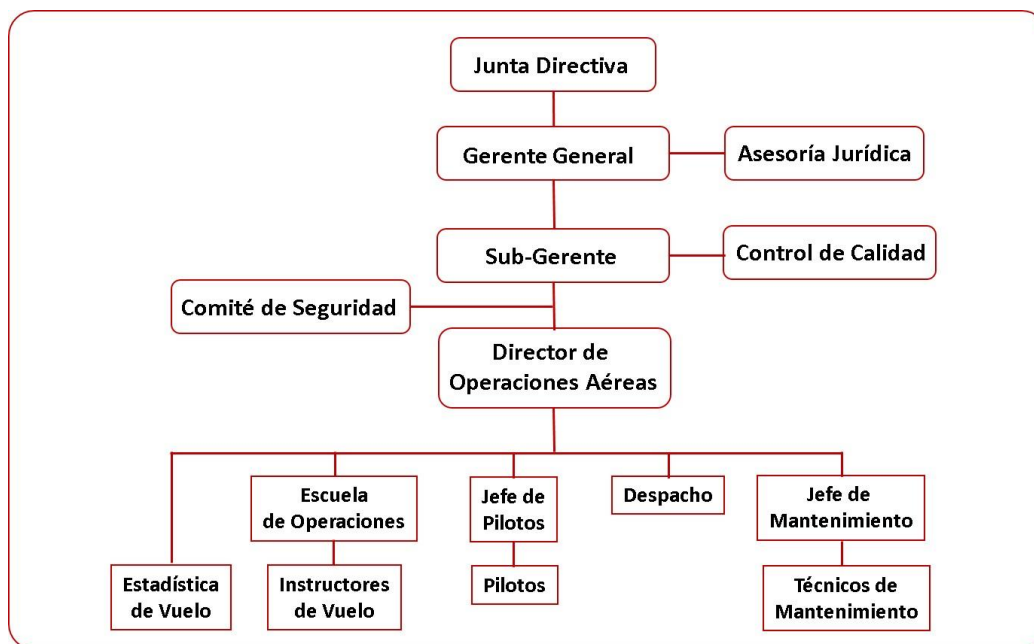 Junta Directiva
Gerente General
Asesoría Jurídica
Sub-Gerente
Control de Calidad
Comité de Seguridad
Director de
Operaciones Aéreas
Escuela
de Operaciones
Jefe de
Pilotos
Despacho
Jefe de
Mantenimiento
Estadística
de Vuelo
Instructores
de Vuelo
Pilotos
Técnicos de
Mantenimiento